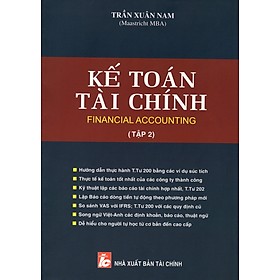 TRẦN XUÂN NAM
(Maastricht MBA)
KẾ TOÁN
TÀI CHÍNH
FINANCIAL ACCOUNTING
(TẬP 2)
Hướng dẫn thực hành T.Tư 200 bằng các ví dụ súc tích
Thực tế kế toán tốt nhất của các công ty thành công
Kỹ thuật lập các báo cáo tài chính hợp nhất, T.Tư 202
Lập Báo cáo dòng tiền tự động theo phương pháp mới
So sánh VAS với IFRS; T.Tư 200 với các quy định cũ
Song ngữ Việt-Anh các định khoản, báo cáo, thuật ngữ
Dễ hiểu cho người tự học từ cơ bản đến cao cấp
NHÀ XUẤT BẢN TÀI CHÍNH